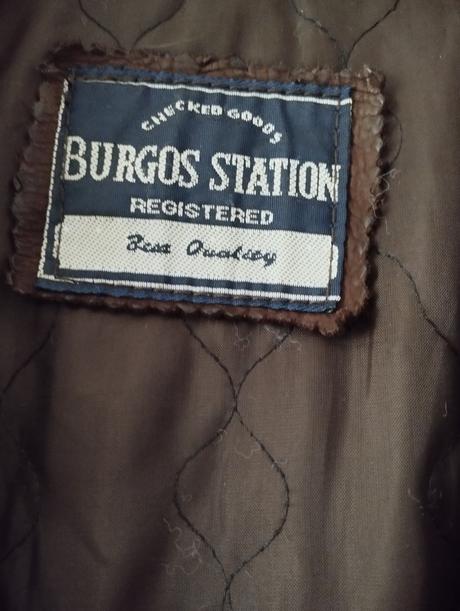 CHECKED GOODS
BURGOS STATION
REGISTERED
Best Quality